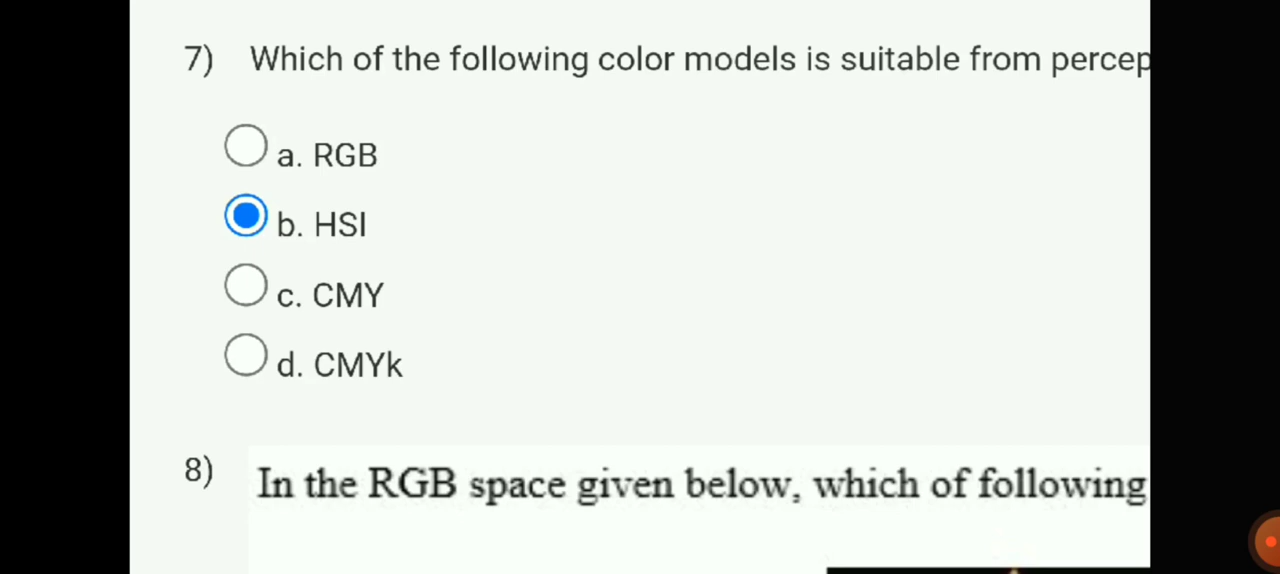 7) Which of the following color models is suitable from percep
a. RGB
b. HSI
c. CMY
d. CMYk
8) In the RGB space given below, which of following